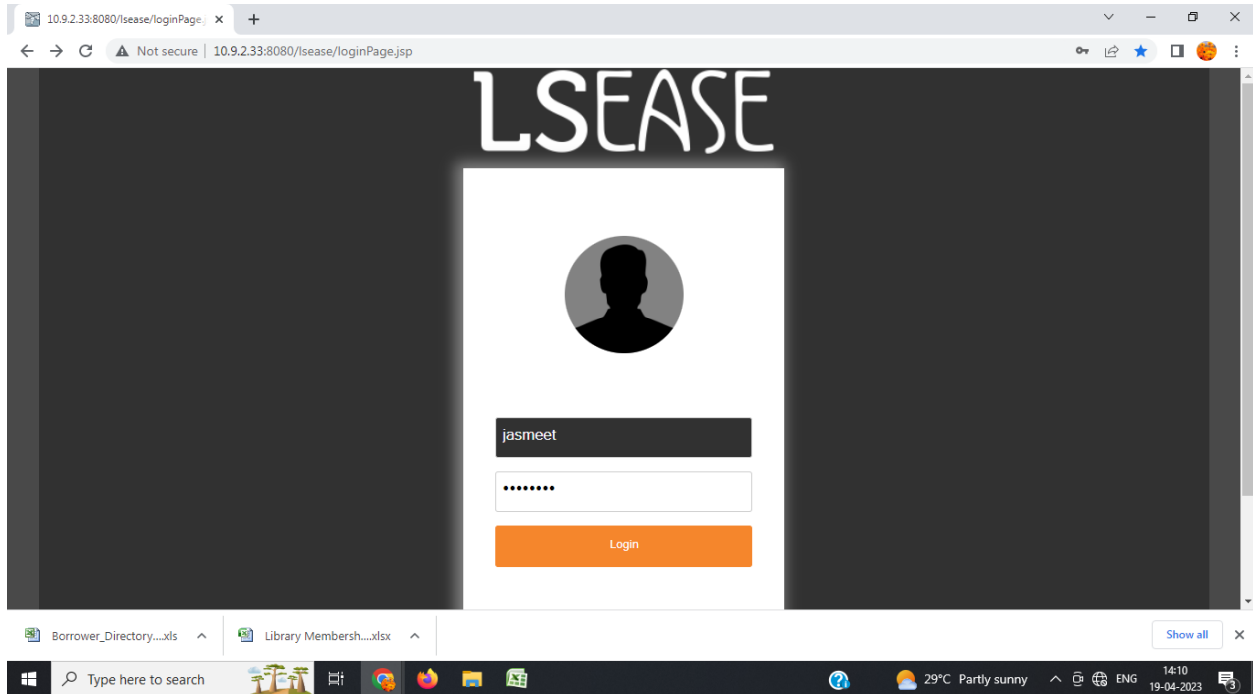 10.9.2.33:8080/lsease/loginPage.j
Not secure | 10.9.2.33:8080/lsease/loginPage.jsp
LSEASE
jasmeet
••••••••
Login
Borrower_Directory....xls
Library Membersh....xlsx
Show all
Type here to search
29°C Partly sunny
ENG
14:10
19-04-2023
3